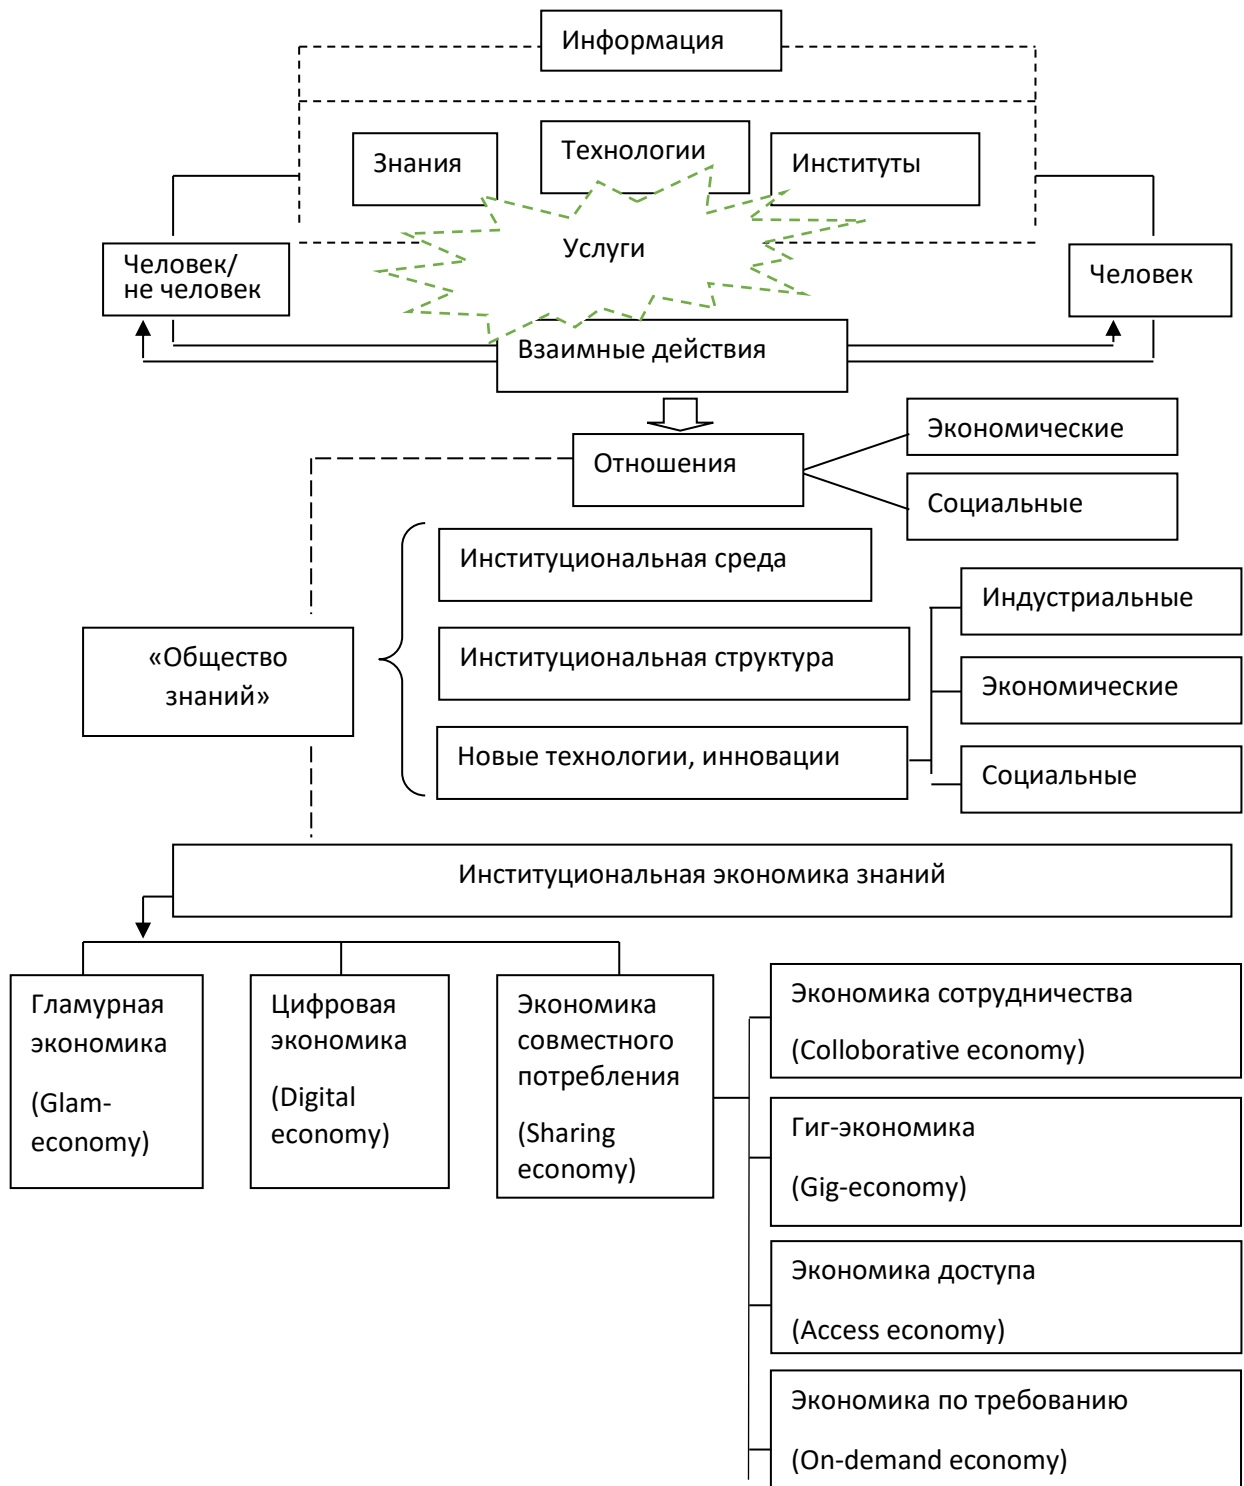 Информация
Знания
Технологии
Институты
Услуги
Человек/
не человек
Человек
Взаимные действия
Отношения
Экономические
Социальные
Институциональная среда
Индустриальные
«Общество
знаний»
Институциональная структура
Экономические
Новые технологии, инновации
Социальные
Институциональная экономика знаний
Гламурная
экономика
(Glam-
economy)
Цифровая
экономика
(Digital
economy)
Экономика
совместного
потребления
(Sharing
economy)
Экономика сотрудничества
(Colloborative economy)
Гиг-экономика
(Gig-economy)
Экономика доступа
(Access economy)
Экономика по требованию
(On-demand economy)